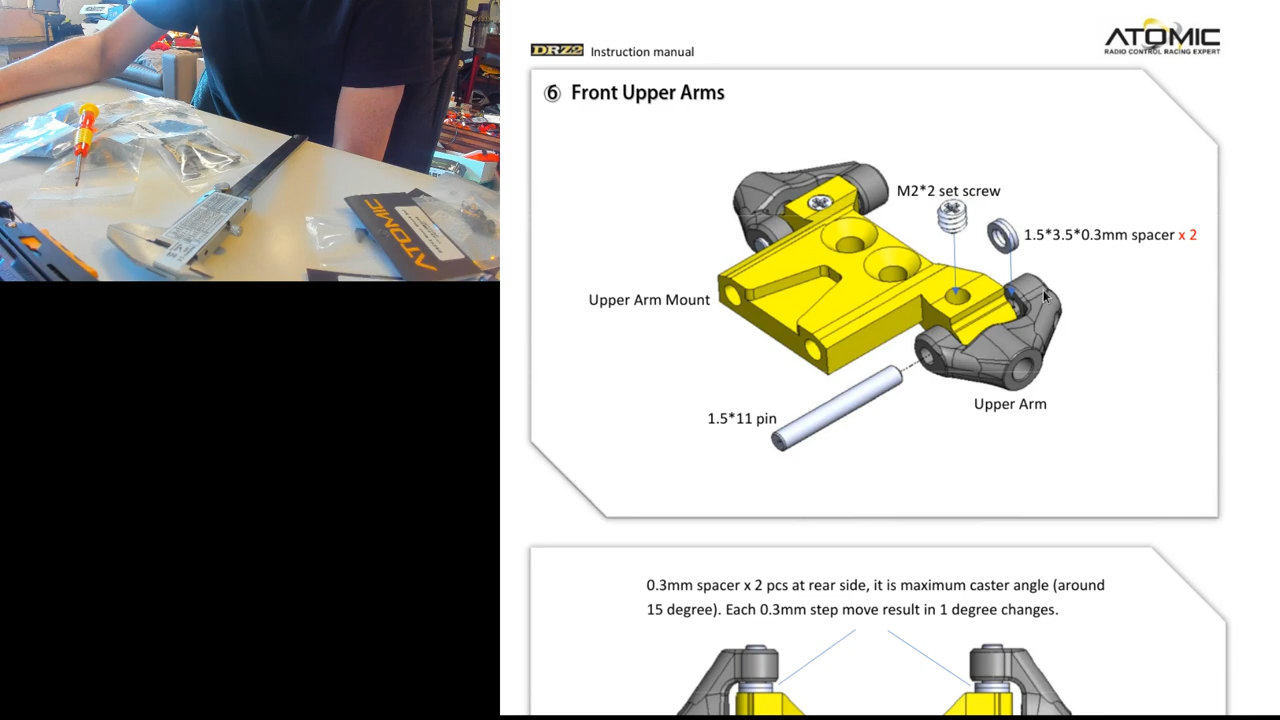 ATOMIC
ATOMIC
RADIO CONTROL RACING EXPERT
DRZ2 Instruction manual
6 Front Upper Arms
M2*2 set screw
1.5*3.5*0.3mm spacer x 2
Upper Arm Mount
1.5*11 pin
Upper Arm
0.3mm spacer x 2 pcs at rear side, it is maximum caster angle (around
15 degree). Each 0.3mm step move result in 1 degree changes.